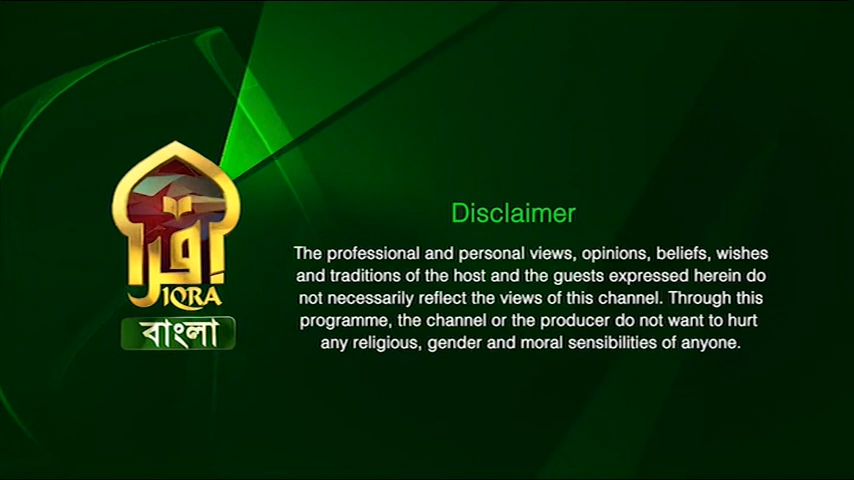 اقرأ
IQRA
বাংলা
Disclaimer
The professional and personal views, opinions, beliefs, wishes
and traditions of the host and the guests expressed herein do
not necessarily reflect the views of this channel. Through this
programme, the channel or the producer do not want to hurt
any religious, gender and moral sensibilities of anyone.